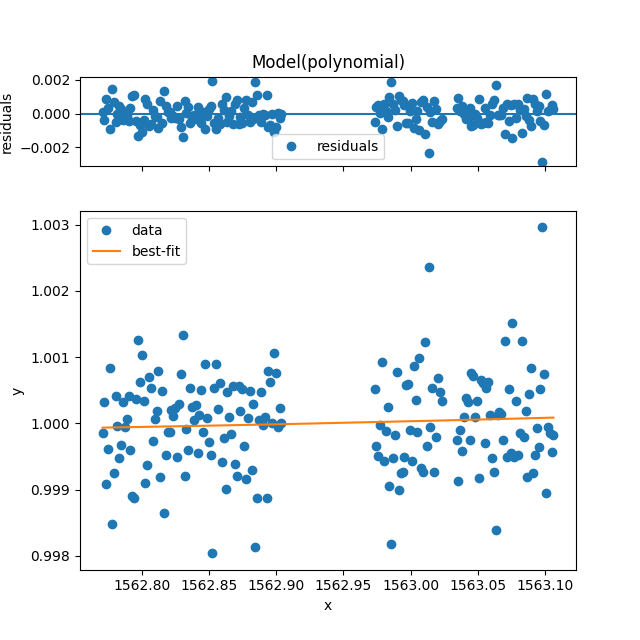 Model(polynomial)
0.002
0.000
−0.002
residuals
residuals
data
best-fit
1.003
1.002
1.001
1.000
0.999
0.998
y
1562.80 1562.85 1562.90 1562.95 1563.00 1563.05 1563.10
x